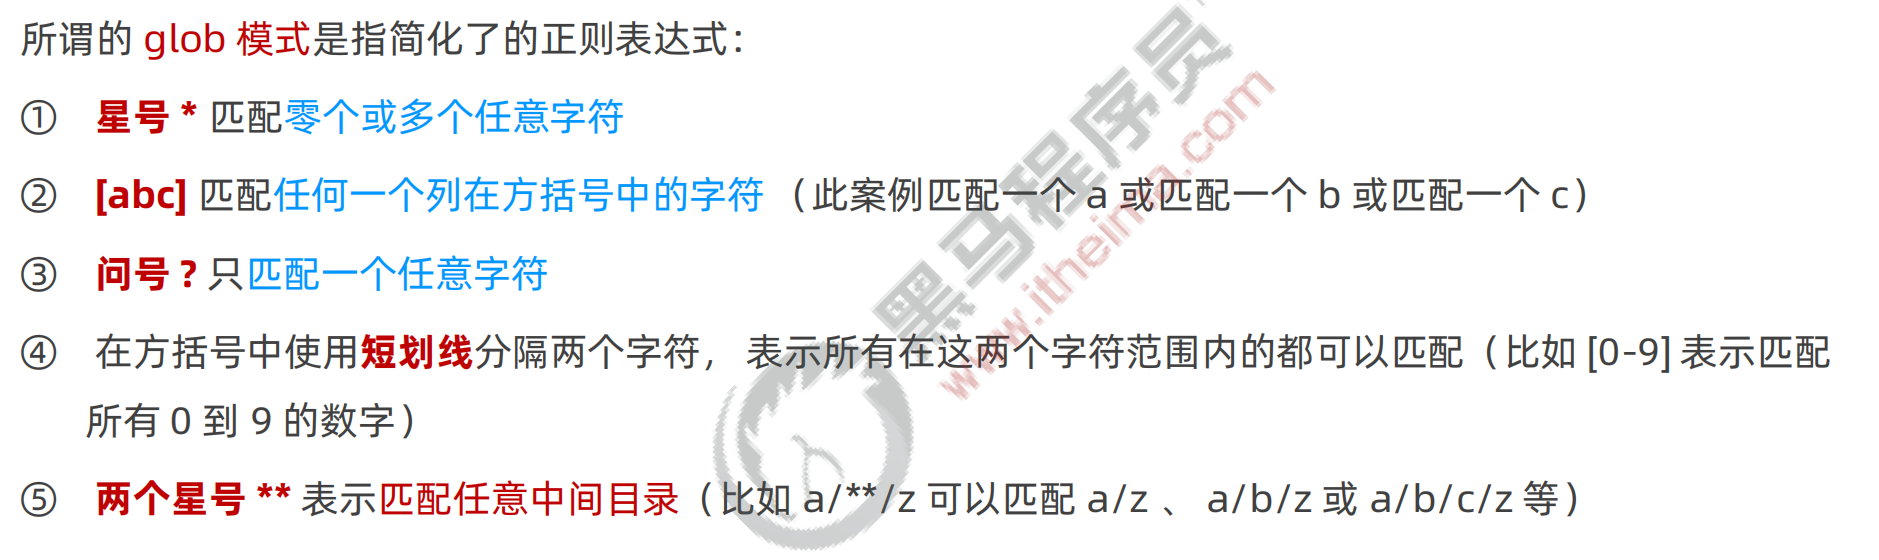 所谓的 glob 模式是指简化了的正则表达式：
① 星号 * 匹配零个或多个任意字符
② [abc] 匹配任何一个列在方括号中的字符（此案例匹配一个 a 或匹配一个 b 或匹配一个 c）
③ 问号 ? 只匹配一个任意字符
④ 在方括号中使用短划线分隔两个字符，表示所有在这两个字符范围内的都可以匹配（比如 [0-9] 表示匹配
所有 0 到 9 的数字）
⑤ 两个星号 ** 表示匹配任意中间目录（比如 a/**/z 可以匹配 a/z 、 a/b/z 或 a/b/c/z 等）
黑马程序员
www.itheima.com